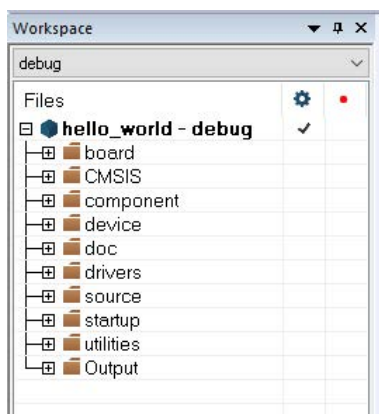 Workspace
debug
Files
hello_world - debug
board
CMSIS
component
device
doc
drivers
source
startup
utilities
Output